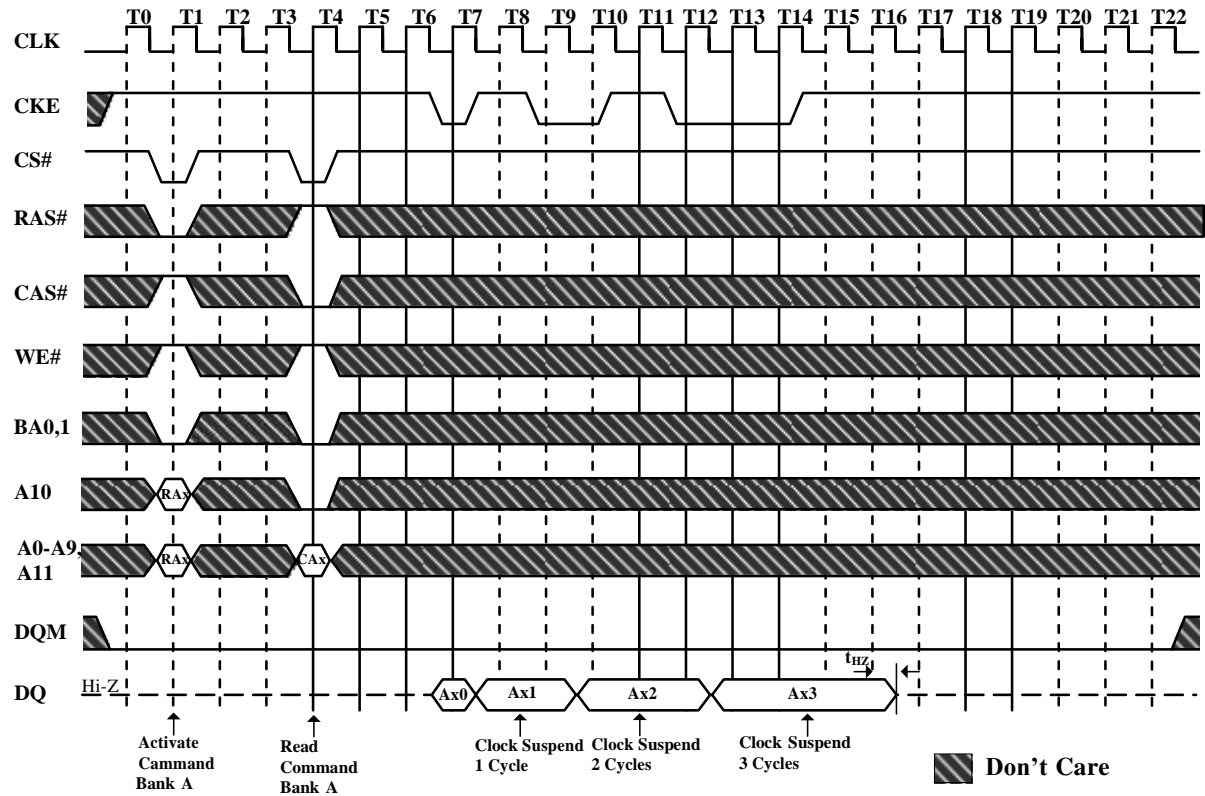 T0 T1 T2 T3 T4 T5 T6 T7 T8 T9 T10 T11 T12 T13 T14 T15 T16 T17 T18 T19 T20 T21 T22
CLK
CKE
CS#
RAS#
CAS#
WE#
BA0,1
A10
RAx
A0-A9,
A11
RAx
CAx
DQM
tHZ
DQ
Hi-Z
Ax0
Ax1
Ax2
Ax3
Activate
Cammand
Bank A
Read
Command
Bank A
Clock Suspend
1 Cycle
Clock Suspend
2 Cycles
Clock Suspend
3 Cycles
Don't Care